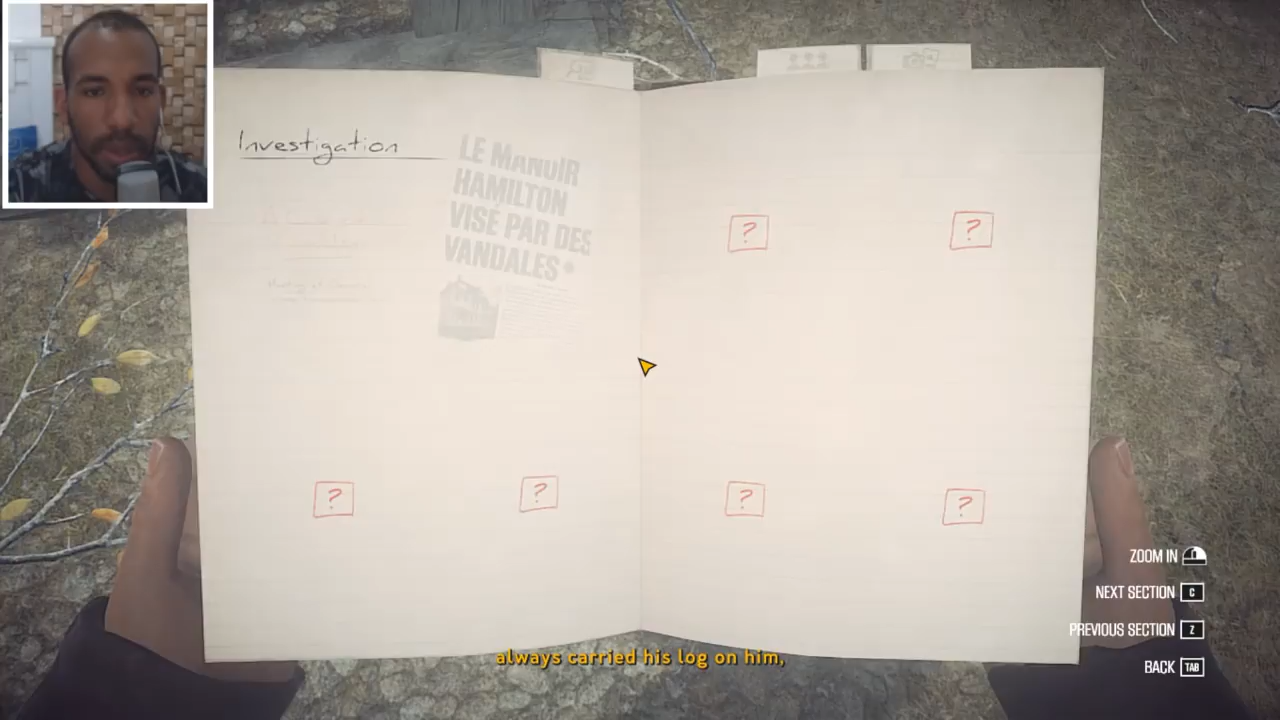 Investigation
LE MANOIR
HAMILTON
VISÉ PAR DES
VANDALES
?
?
?
?
?
?
ZOOM IN
NEXT SECTION C
PREVIOUS SECTION Z
BACK TAB
always carried his log on him,